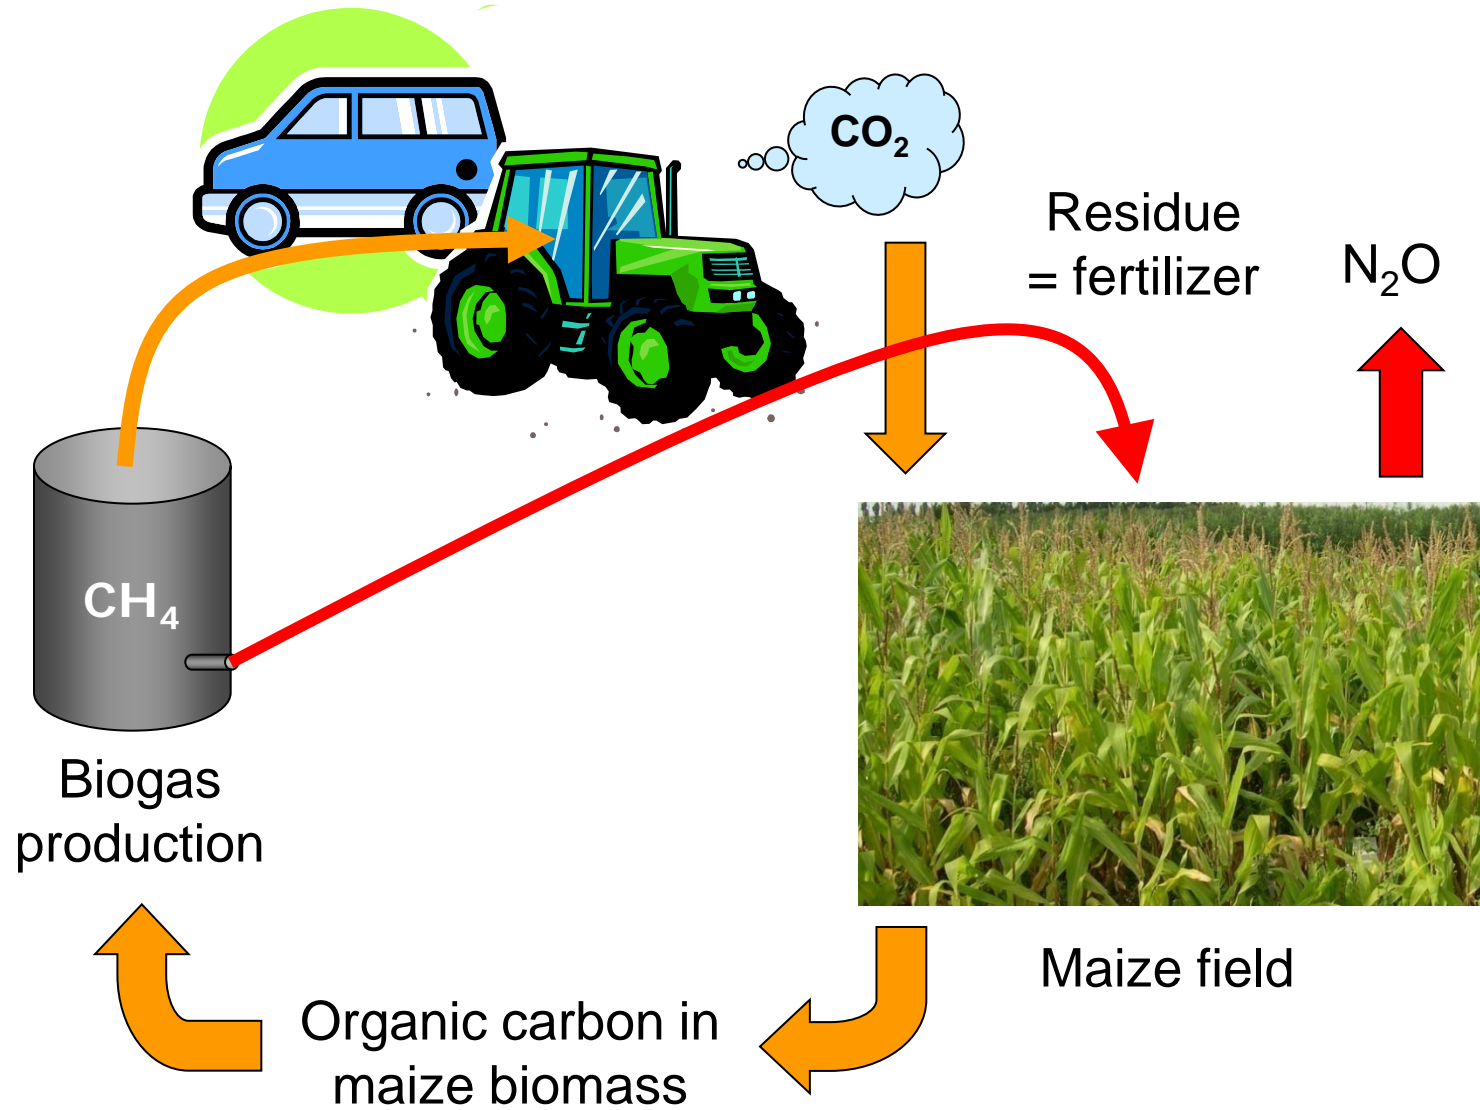 CO₂
Residue
= fertilizer
N₂O
CH₄
Biogas
production
Maize field
Organic carbon in
maize biomass